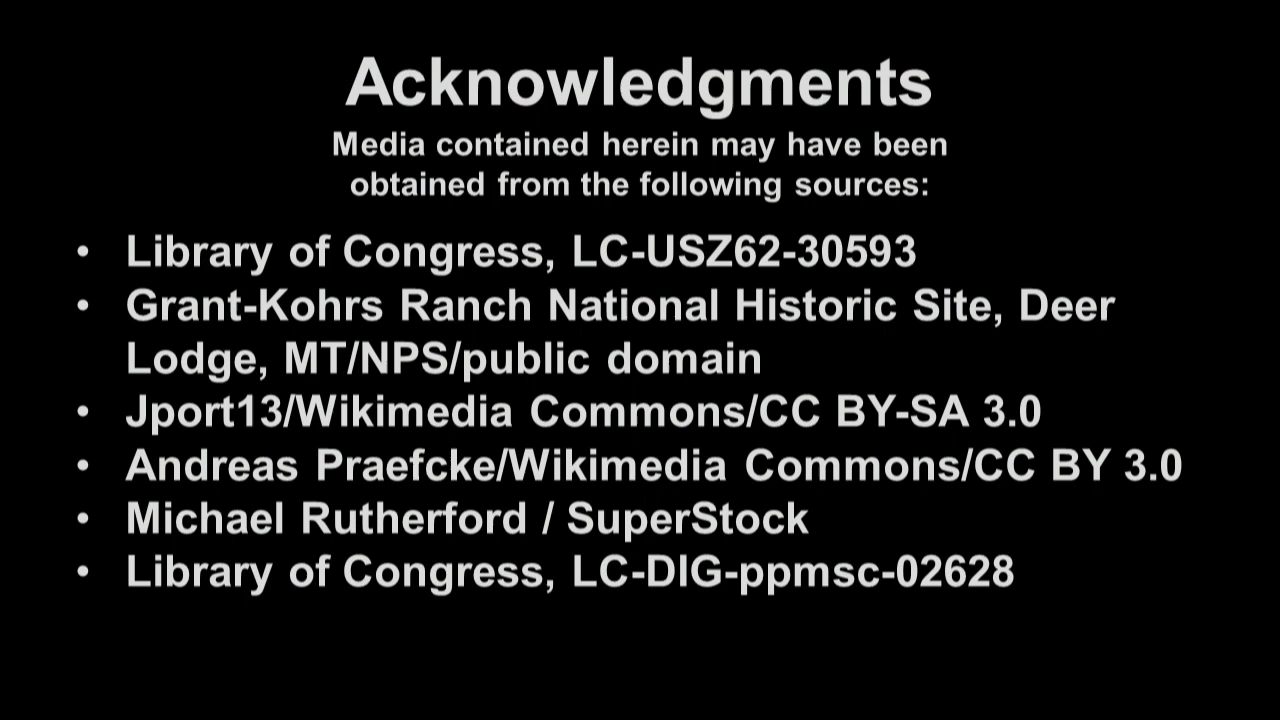 Acknowledgments
Media contained herein may have been
obtained from the following sources:
• Library of Congress, LC-USZ62-30593
• Grant-Kohrs Ranch National Historic Site, Deer
Lodge, MT/NPS/public domain
• Jport13/Wikimedia Commons/CC BY-SA 3.0
• Andreas Praefcke/Wikimedia Commons/CC BY 3.0
• Michael Rutherford / SuperStock
• Library of Congress, LC-DIG-ppmsc-02628